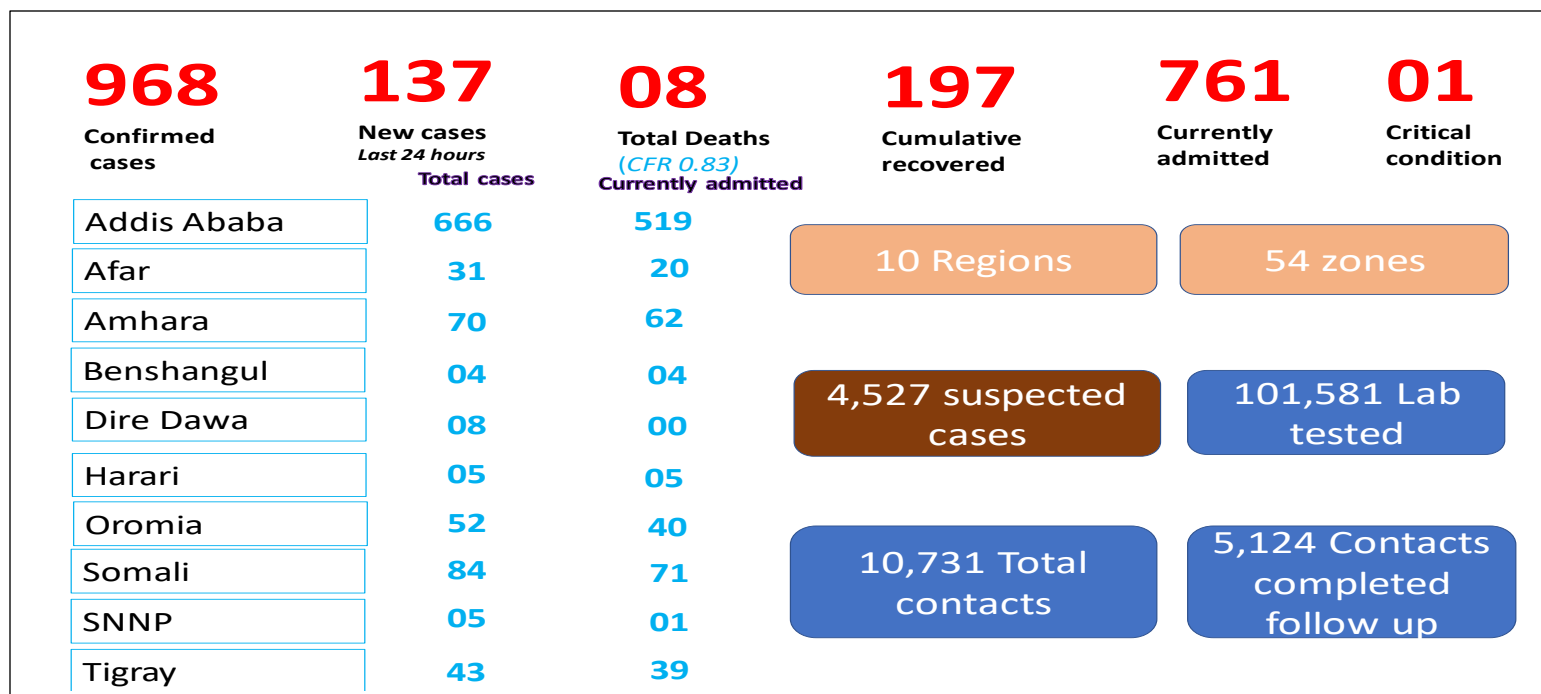 968 137 08 197 761 01
Confirmed cases
New cases
Last 24 hours
Total Deaths
(CFR 0.83)
Cumulative recovered
Currently admitted
Critical condition
Total cases Currently admitted
Addis Ababa 666 519
Afar 31 20
Amhara 70 62
Benshangul 04 04
Dire Dawa 08 00
Harari 05 05
Oromia 52 40
Somali 84 71
SNNP 05 01
Tigray 43 39
10 Regions
54 zones
4,527 suspected
cases
101,581 Lab
tested
10,731 Total
contacts
5,124 Contacts
completed
follow up